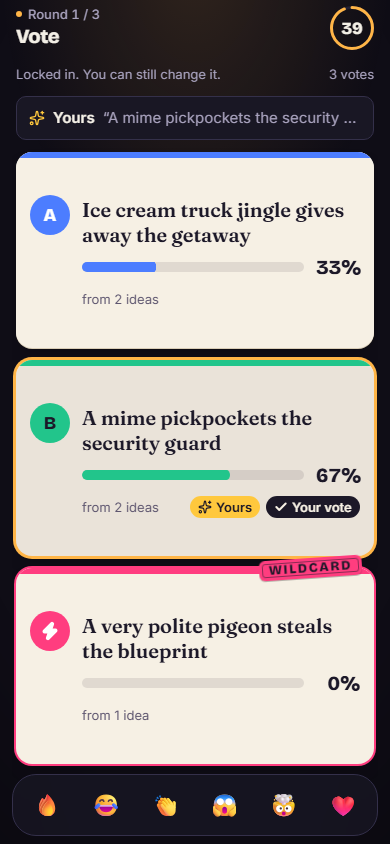 Round 1 / 3
Vote
39
Locked in. You can still change it.
3 votes
Yours “A mime pickpockets the security ...
A
Ice cream truck jingle gives
away the getaway
33%
from 2 ideas
B
A mime pickpockets the
security guard
67%
from 2 ideas
Yours
Your vote
WILDCARD
A very polite pigeon steals
the blueprint
0%
from 1 idea